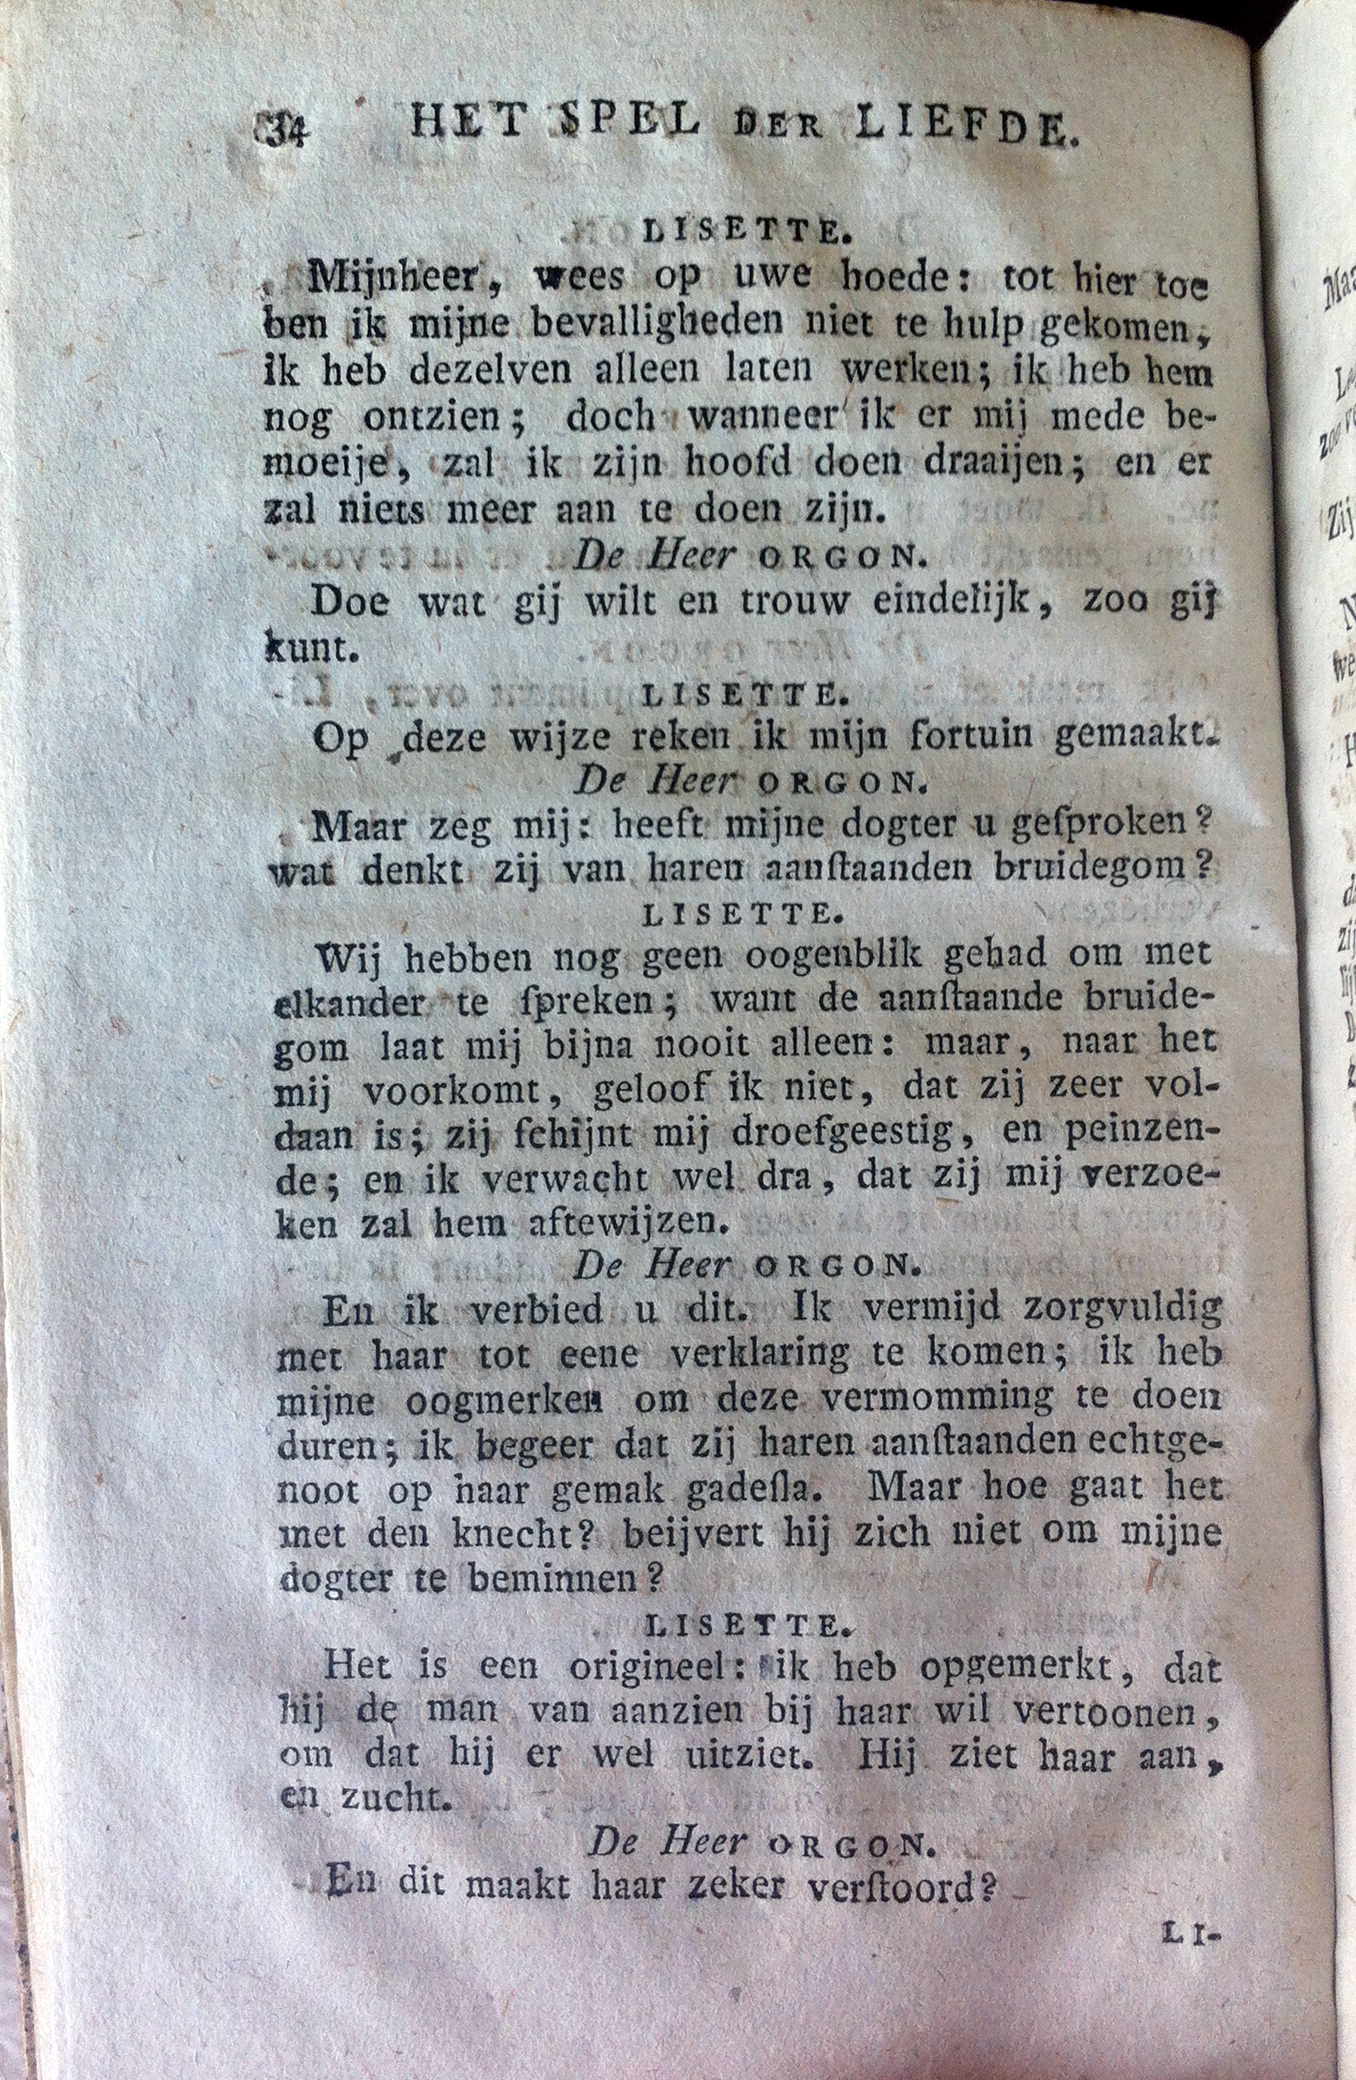 34 HET SPEL DER LIEFDE.
LISETTE.
Mijnheer, wees op uwe hoede: tot hier toe
ben ik mijne bevalligheden niet te hulp gekomen,
ik heb dezelven alleen laten werken; ik heb hem
nog ontzien; doch wanneer ik er mij mede be-
moeije, zal ik zijn hoofd doen draaijen; en er
zal niets meer aan te doen zijn.
De Heer ORGON.
Doe wat gij wilt en trouw eindelijk, zoo gij
kunt.
LISETTE.
Op deze wijze reken ik mijn fortuin gemaakt.
De Heer ORGON.
Maar zeg mij: heeft mijne dogter u geſproken?
wat denkt zij van haren aanſtaanden bruidegom?
LISETTE.
Wij hebben nog geen oogenblik gehad om met
elkander te ſpreken; want de aanſtaande bruide-
gom laat mij bijna nooit alleen: maar, naar het
mij voorkomt, geloof ik niet, dat zij zeer vol-
daan is; zij ſchijnt mij droefgeestig, en peinzen-
de; en ik verwacht wel dra, dat zij mij verzoe-
ken zal hem aftewijzen.
De Heer ORGON.
En ik verbied u dit. Ik vermijd zorgvuldig
met haar tot eene verklaring te komen; ik heb
mijne oogmerken om deze vermomming te doen
duren; ik begeer dat zij haren aanſtaanden echtge-
noot op haar gemak gadeſla. Maar hoe gaat het
met den knecht? beijvert hij zich niet om mijne
dogter te beminnen?
LISETTE.
Het is een origineel: ik heb opgemerkt, dat
hij de man van aanzien bij haar wil vertoonen,
om dat hij er wel uitziet. Hij ziet haar aan,
en zucht.
De Heer ORGON.
En dit maakt haar zeker verſtoord?
LI-